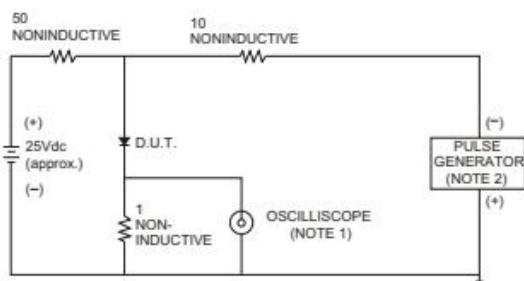 50
NONINDUCTIVE
10
NONINDUCTIVE
(+)
25Vdc
(approx.)
(−)
D.U.T.
1
NON-
INDUCTIVE
OSCILLISCOPE
(NOTE 1)
(−)
PULSE
GENERATOR
(NOTE 2)
(+)